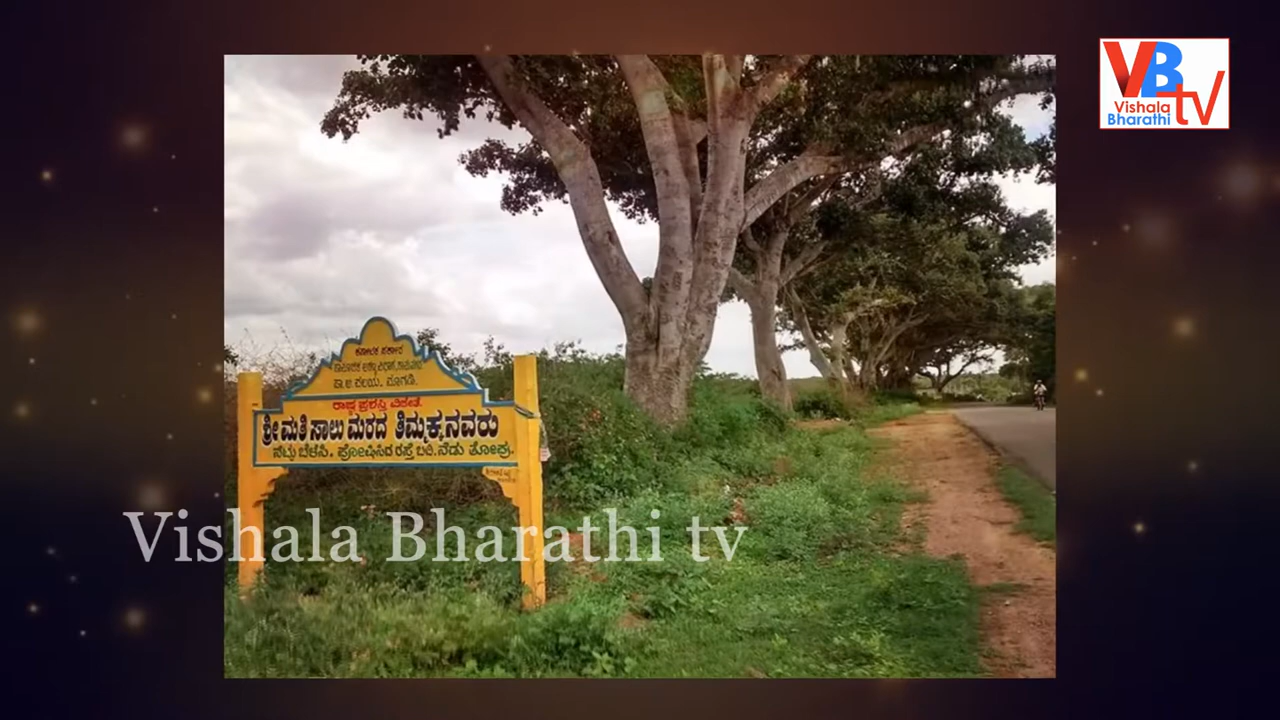 VB tv
Vishala
Bharathi
ಕರ್ನಾಟಕ ಸರ್ಕಾರ
ರಾಷ್ಟ್ರ ಪ್ರಶಸ್ತಿ ವಿಜೇತೆ.
ಶ್ರೀಮತಿ ಸಾಲು ಮರದ ತಿಮ್ಮಕ್ಕನವರು
ನೆಟ್ಟು ಬೆಳೆಸಿ. ಪೋಷಿಸಿದ ರಸ್ತೆ ಬದಿ. ನೆಡು ತೋಪು.
Vishala Bharathi tv